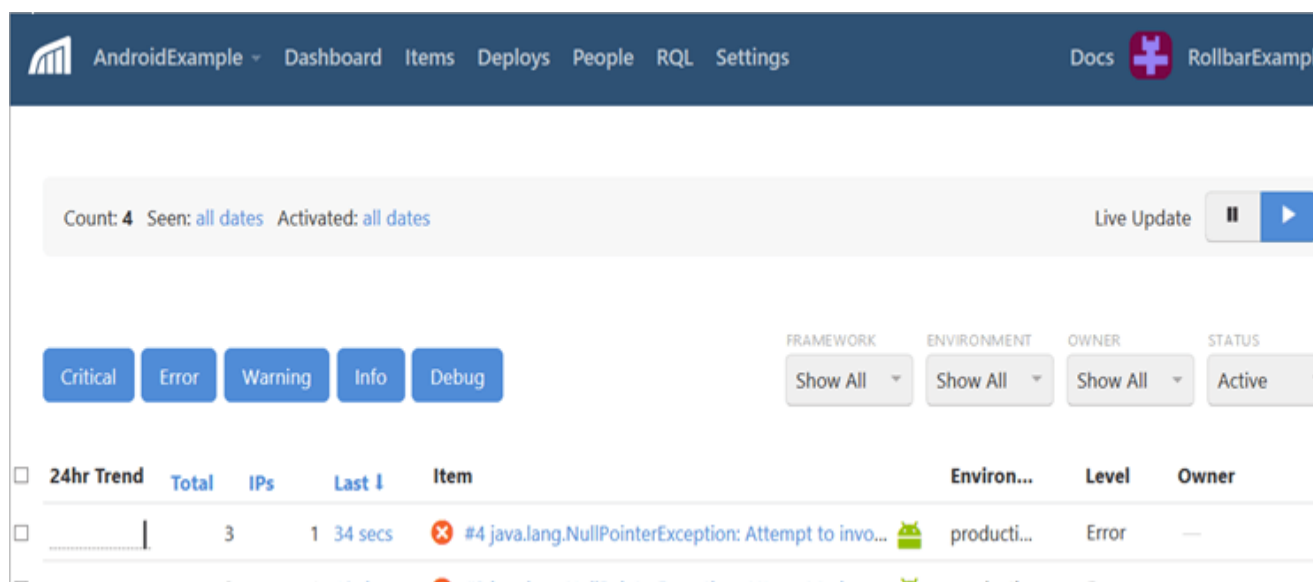 AndroidExample Dashboard Items Deploys People RQL Settings Docs RollbarExampl
Count: 4 Seen: all dates Activated: all dates Live Update
FRAMEWORK ENVIRONMENT OWNER STATUS
Critical Error Warning Info Debug Show All Show All Show All Active
24hr Trend Total IPs Last Item Environ... Level Owner
3 1 34 secs #4 java.lang.NullPointerException: Attempt to invo... producti... Error —